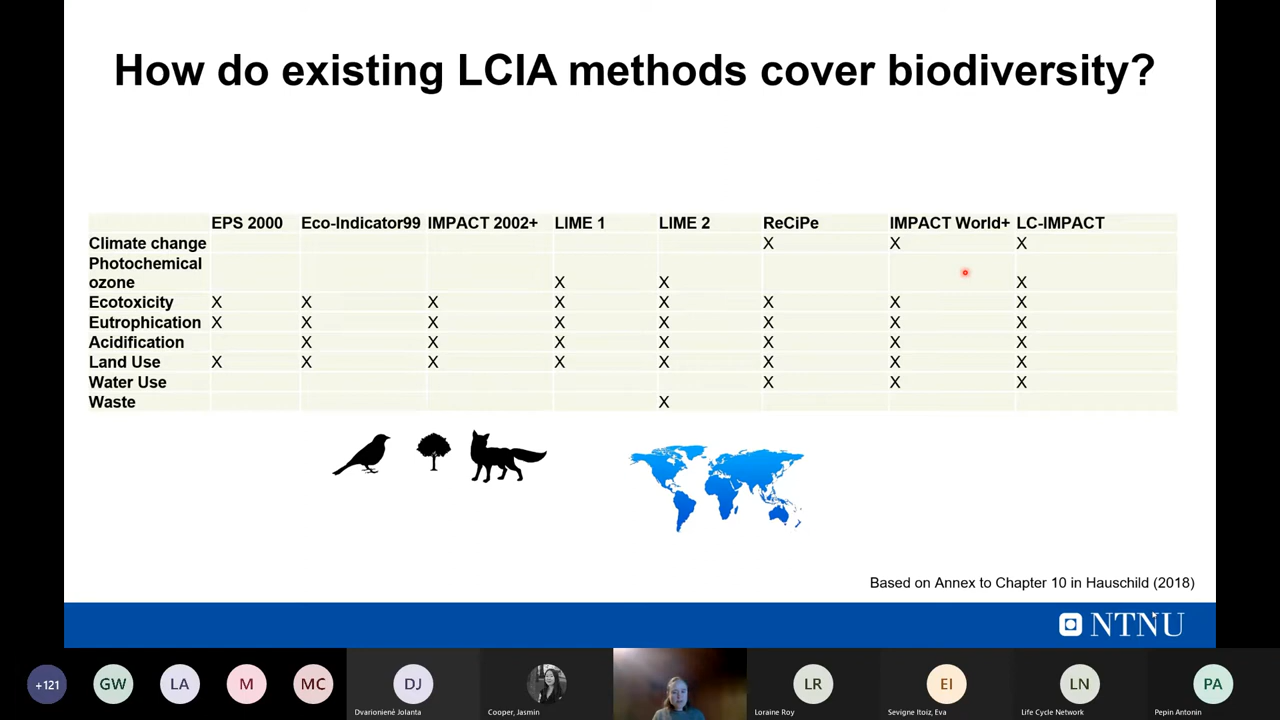 How do existing LCIA methods cover biodiversity?
EPS 2000 Eco-Indicator99 IMPACT 2002+ LIME 1 LIME 2 ReCiPe IMPACT World+ LC-IMPACT
Climate change X X X
Photochemical
ozone X X X
Ecotoxicity X X X X X X X X
Eutrophication X X X X X X X X
Acidification X X X X X X X
Land Use X X X X X X X X
Water Use X X X
Waste X
Based on Annex to Chapter 10 in Hauschild (2018)
NTNU
+121 GW LA M MC DJ LR EI LN PA
Dvarionienė Jolanta Cooper, Jasmin Loraine Roy Sevigne Itoiz, Eva Life Cycle Network Pepin Antonin